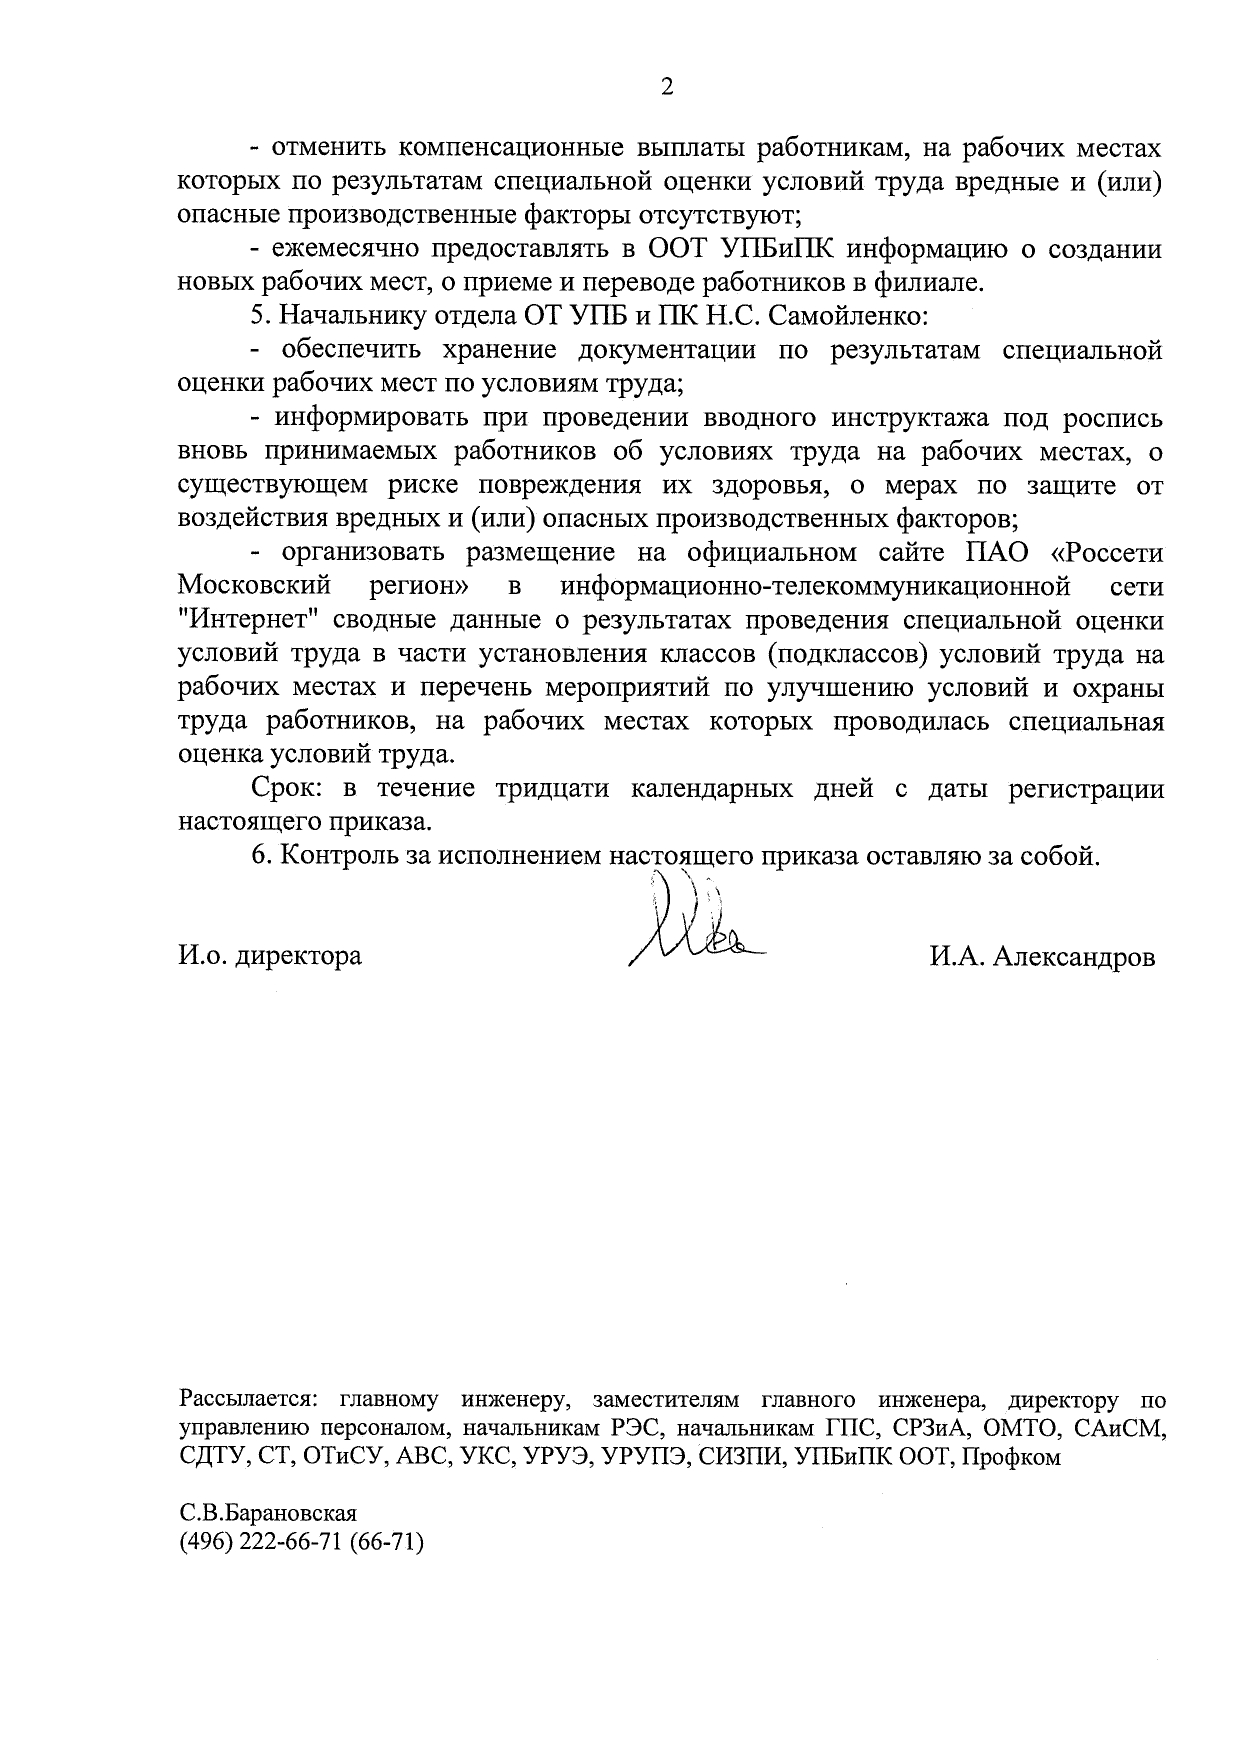 2
- отменить компенсационные выплаты работникам, на рабочих местах
которых по результатам специальной оценки условий труда вредные и (или)
опасные производственные факторы отсутствуют;
- ежемесячно предоставлять в ООТ УПБиПК информацию о создании
новых рабочих мест, о приеме и переводе работников в филиале.
5. Начальнику отдела ОТ УПБ и ПК Н.С. Самойленко:
- обеспечить хранение документации по результатам специальной
оценки рабочих мест по условиям труда;
- информировать при проведении вводного инструктажа под роспись
вновь принимаемых работников об условиях труда на рабочих местах, о
существующем риске повреждения их здоровья, о мерах по защите от
воздействия вредных и (или) опасных производственных факторов;
- организовать размещение на официальном сайте ПАО «Россети
Московский регион» в информационно-телекоммуникационной сети
"Интернет" сводные данные о результатах проведения специальной оценки
условий труда в части установления классов (подклассов) условий труда на
рабочих местах и перечень мероприятий по улучшению условий и охраны
труда работников, на рабочих местах которых проводилась специальная
оценка условий труда.
Срок: в течение тридцати календарных дней с даты регистрации
настоящего приказа.
6. Контроль за исполнением настоящего приказа оставляю за собой.
И.о. директора И.А. Александров
Рассылается: главному инженеру, заместителям главного инженера, директору по
управлению персоналом, начальникам РЭС, начальникам ГПС, СРЗиА, ОМТО, САиСМ,
СДТУ, СТ, ОТиСУ, АВС, УКС, УРУЭ, УРУПЭ, СИЗПИ, УПБиПК ООТ, Профком
С.В.Барановская
(496) 222-66-71 (66-71)